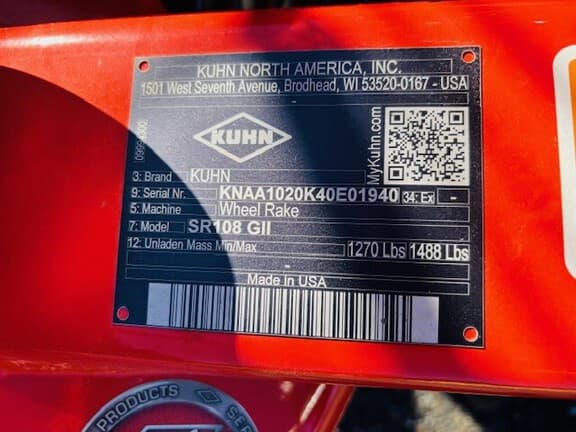 KUHN NORTH AMERICA, INC.
1501 West Seventh Avenue, Brodhead, WI 53520-0167 - USA
KUHN
MyKuhn.com
3: Brand KUHN
9: Serial Nr. KNAA1020K40E01940 34: Ex -
5: Machine Wheel Rake
7: Model SR108 GII
12: Unladen Mass Min/Max 1270 Lbs 1488 Lbs
Made in USA
PRODUCTS